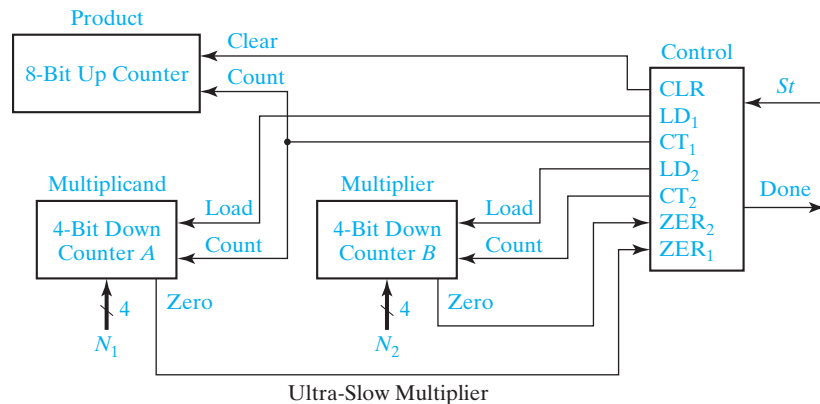 Product
8-Bit Up Counter
Clear
Count
Control
CLR
LD1
CT1
LD2
CT2
ZER2
ZER1
St
Done
Multiplicand
4-Bit Down
Counter A
Load
Count
Zero
4
N1
Multiplier
4-Bit Down
Counter B
Load
Count
Zero
4
N2
Ultra-Slow Multiplier